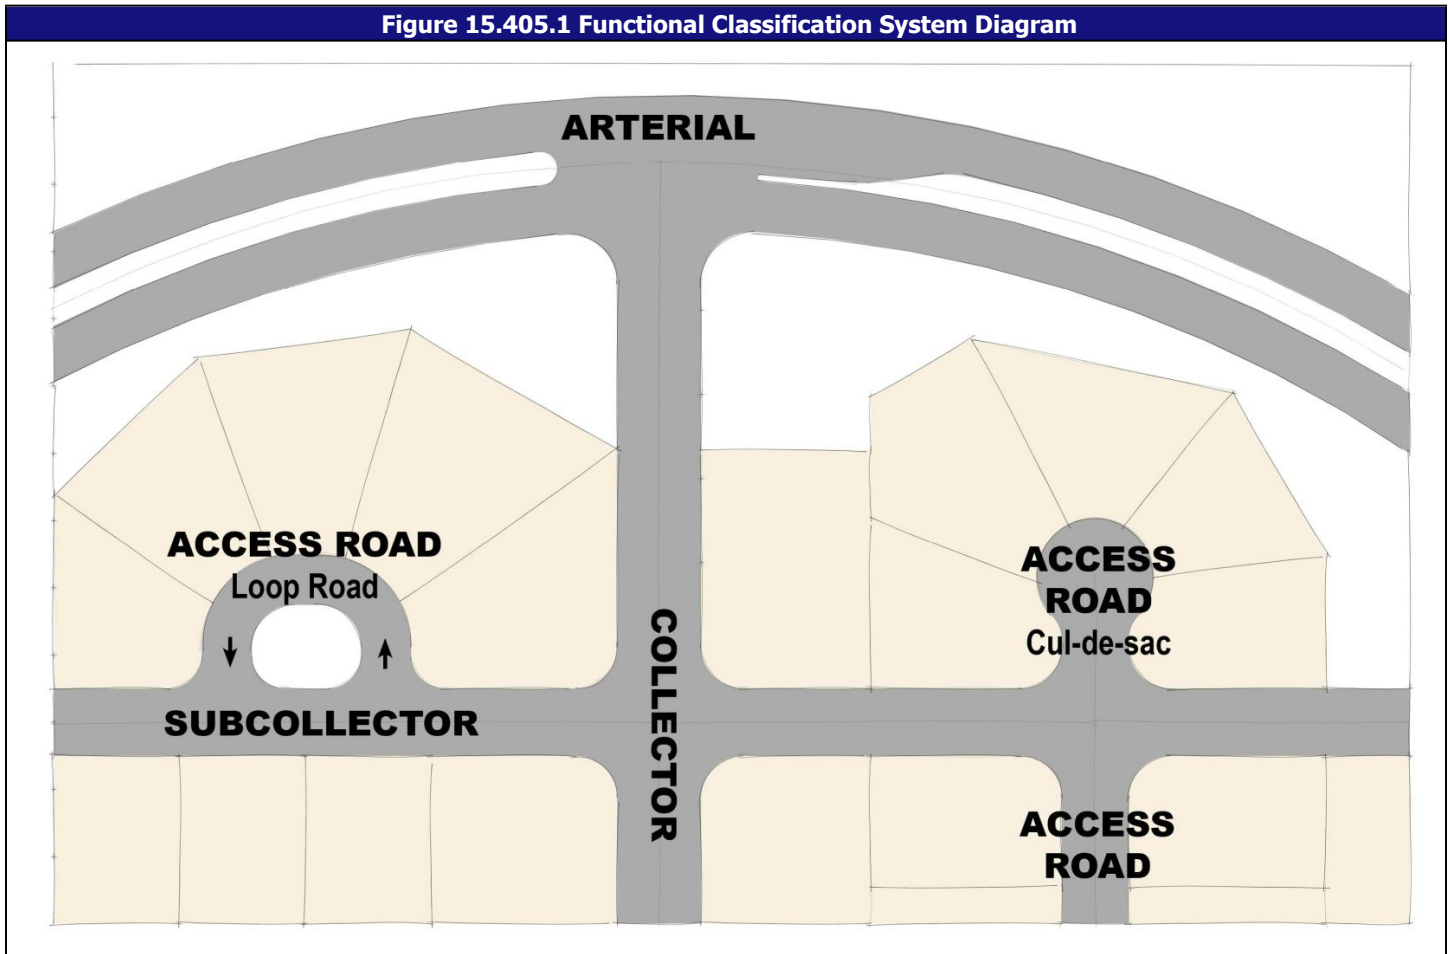 Figure 15.405.1 Functional Classification System Diagram
ARTERIAL
ACCESS ROAD
Loop Road
ACCESS
ROAD
Cul-de-sac
SUBCOLLECTOR
COLLECTOR
ACCESS
ROAD